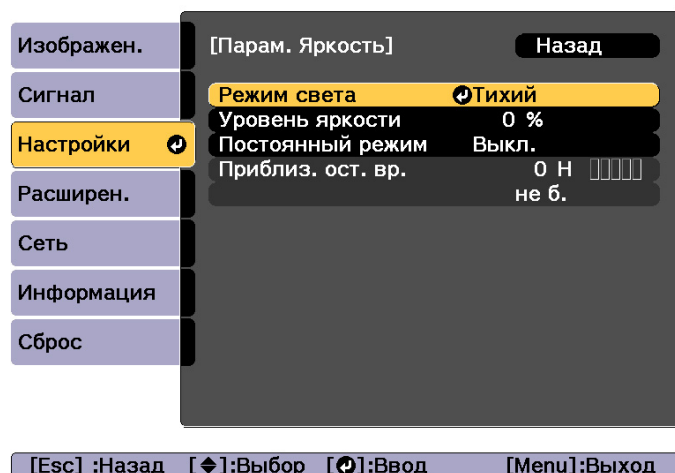 Изображен.
Сигнал
Настройки
Расширен.
Сеть
Информация
Сброс
[Парам. Яркость] Назад
Режим света Тихий
Уровень яркости 0 %
Постоянный режим Выкл.
Приблиз. ост. вр. 0 H
не б.
[Esc] :Назад [ ]:Выбор [ ]:Ввод [Menu]:Выход